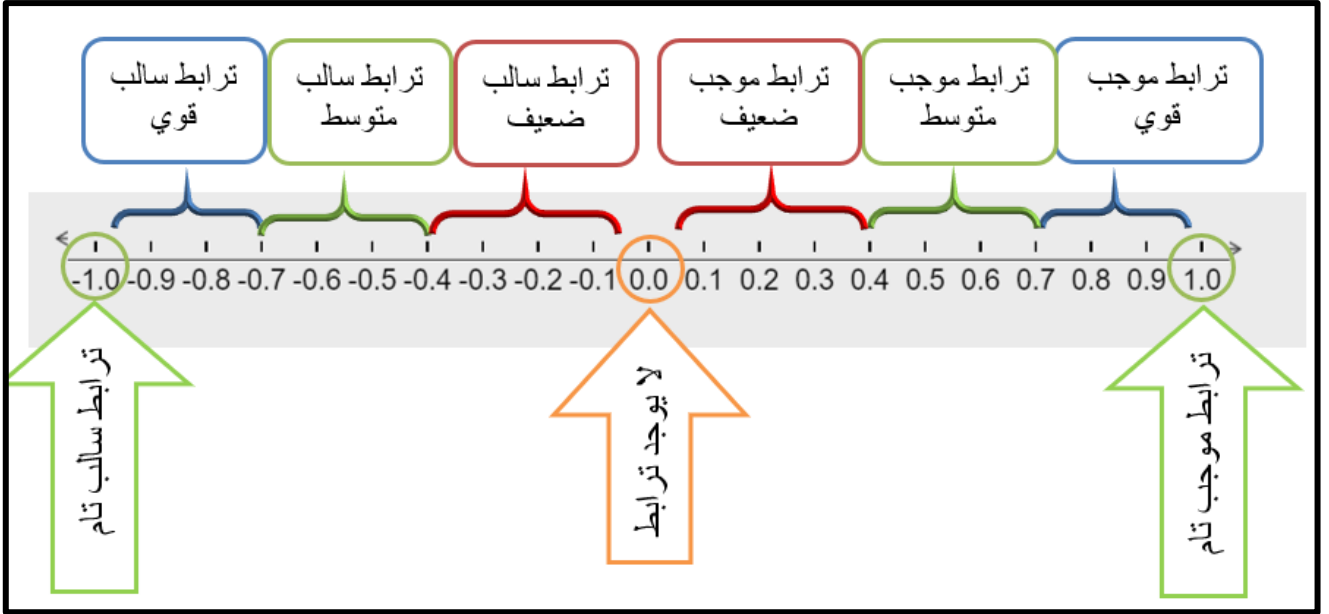 ترابط موجب
قوي
ترابط موجب
متوسط
ترابط موجب
ضعيف
ترابط سالب
ضعيف
ترابط سالب
متوسط
ترابط سالب
قوي
-1.0 -0.9 -0.8 -0.7 -0.6 -0.5 -0.4 -0.3 -0.2 -0.1 0.0 0.1 0.2 0.3 0.4 0.5 0.6 0.7 0.8 0.9 1.0
ترابط موجب تام
لا يوجد ترابط
ترابط سالب تام